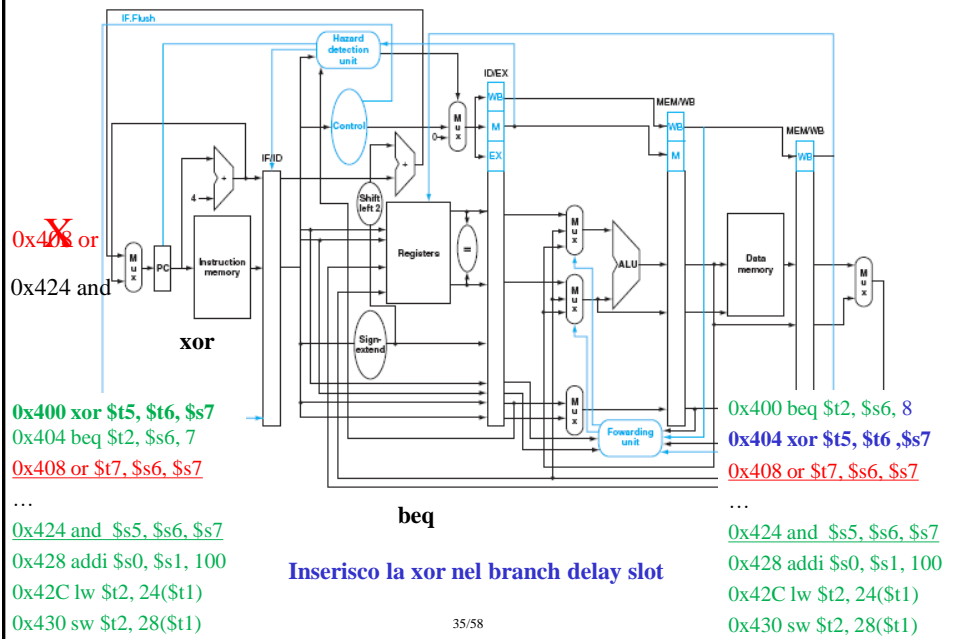 IF.Flush
Hazard
detection
unit
ID/EX
WB
MEM/WB
Control
M
u
x
0
M
WB
MEM/WB
IF/ID
EX
M
WB
+
+
4
Shift
left 2
X
0x408 or
M
u
x
PC
Instruction
memory
Registers
=
M
u
x
ALU
Data
memory
M
u
x
0x424 and
M
u
x
xor
Sign-
extend
M
u
x
Fowarding
unit
0x400 xor $t5, $t6, $s7
0x404 beq $t2, $s6, 7
0x408 or $t7, $s6, $s7
…
0x424 and $s5, $s6, $s7
0x428 addi $s0, $s1, 100
0x42C lw $t2, 24($t1)
0x430 sw $t2, 28($t1)
beq
Inserisco la xor nel branch delay slot
35/58
0x400 beq $t2, $s6, 8
0x404 xor $t5, $t6 ,$s7
0x408 or $t7, $s6, $s7
…
0x424 and $s5, $s6, $s7
0x428 addi $s0, $s1, 100
0x42C lw $t2, 24($t1)
0x430 sw $t2, 28($t1)